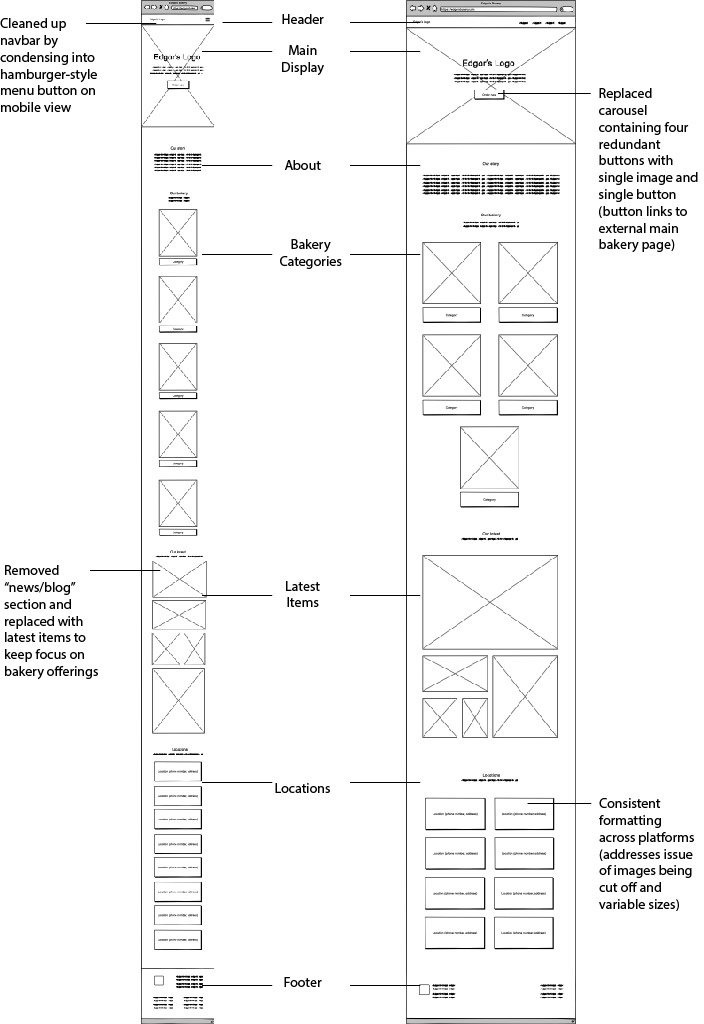 Cleaned up
navbar by
condensing into
hamburger-style
menu button on
mobile view
Removed
“news/blog”
section and
replaced with
latest items to
keep focus on
bakery offerings
Edgar's Logo
Order now
Category
Category
Category
Category
Locations
Location (phone number, address)
Location (phone number, address)
Location (phone number, address)
Location (phone number, address)
Location (phone number, address)
Location (phone number, address)
Location (phone number, address)
Location (phone number, address)
Header
Main
Display
About
Bakery
Categories
Latest
Items
Locations
Footer
Edgar's logo
Edgar's Logo
Order now
Our story
Our bakery
Category
Category
Category
Category
Category
Our latest
Locations
Location (phone number, address)
Location (phone number, address)
Location (phone number, address)
Location (phone number, address)
Location (phone number, address)
Location (phone number, address)
Location (phone number, address)
Location (phone number, address)
Replaced
carousel
containing four
redundant
buttons with
single image and
single button
(button links to
external main
bakery page)
Consistent
formatting
across platforms
(addresses issue
of images being
cut off and
variable sizes)